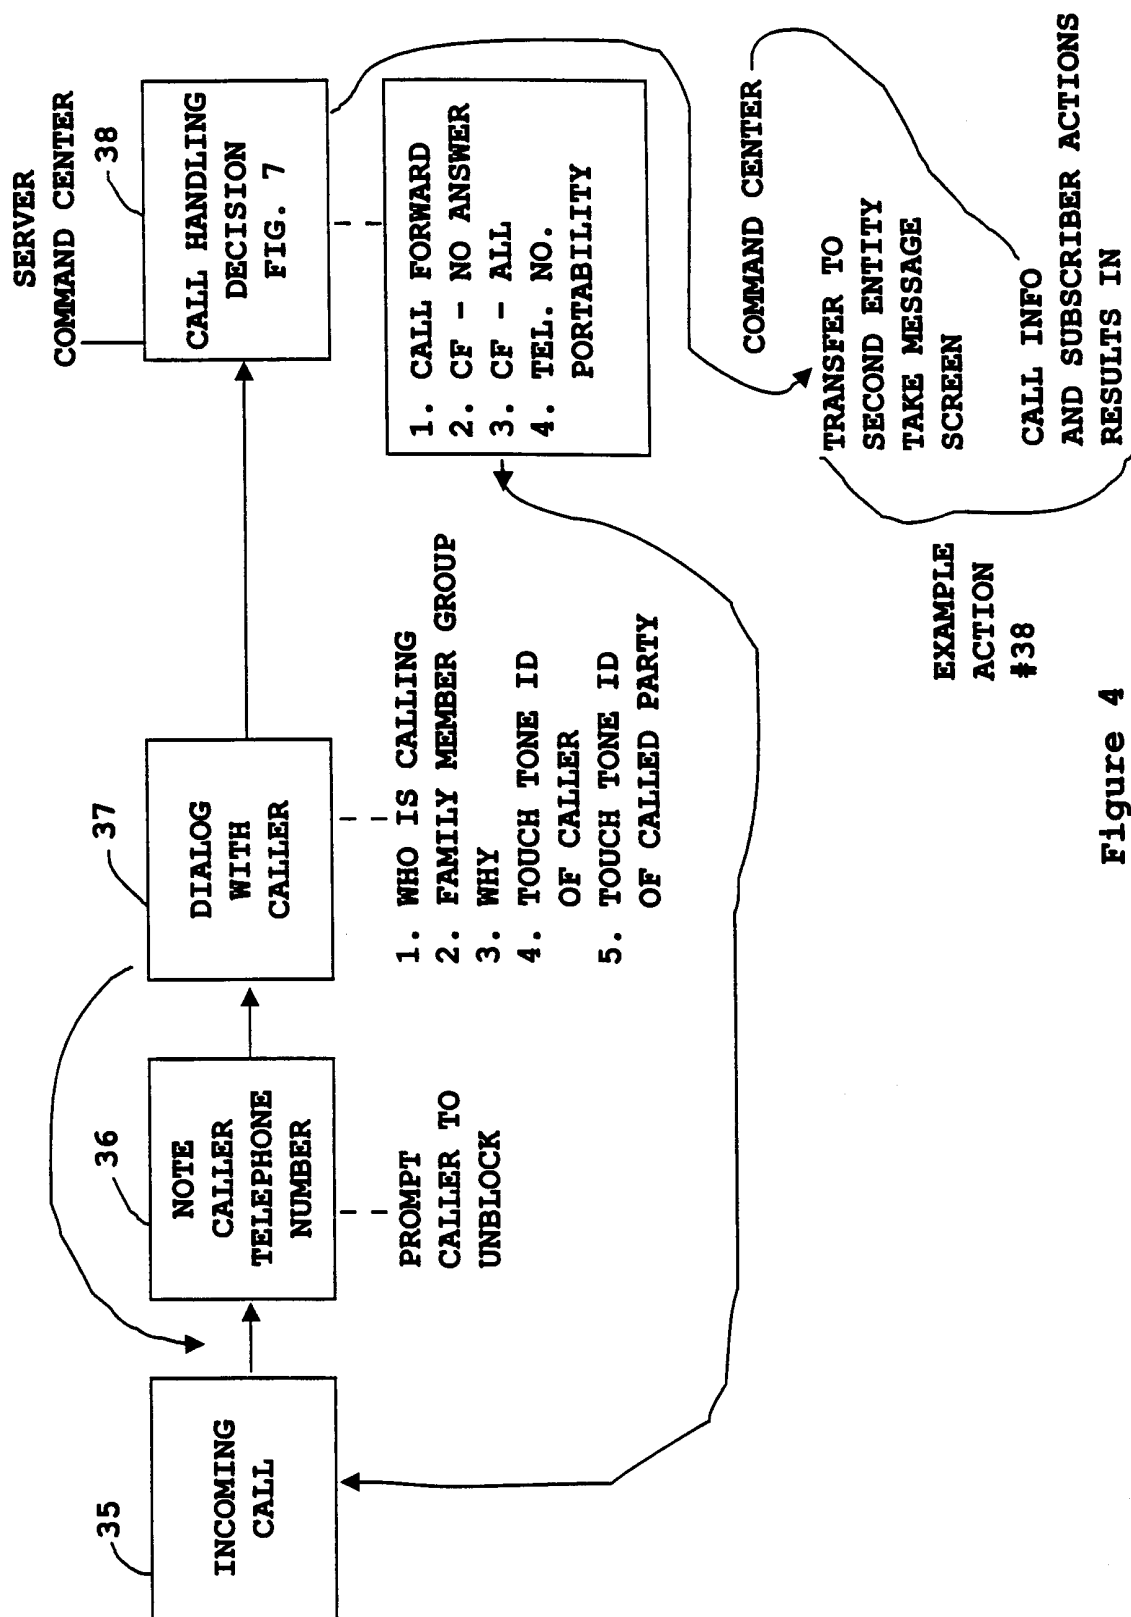 35
INCOMING
CALL
36
NOTE
CALLER
TELEPHONE
NUMBER
PROMPT
CALLER TO
UNBLOCK
37
DIALOG
WITH
CALLER
1. WHO IS CALLING
2. FAMILY MEMBER GROUP
3. WHY
4. TOUCH TONE ID
OF CALLER
5. TOUCH TONE ID
OF CALLED PARTY
SERVER
COMMAND CENTER
38
CALL HANDLING
DECISION
FIG. 7
1. CALL FORWARD
2. CF - NO ANSWER
3. CF - ALL
4. TEL. NO.
PORTABILITY
COMMAND CENTER
TRANSFER TO
SECOND ENTITY
TAKE MESSAGE
SCREEN
CALL INFO
AND SUBSCRIBER ACTIONS
RESULTS IN
EXAMPLE
ACTION
#38
Figure 4